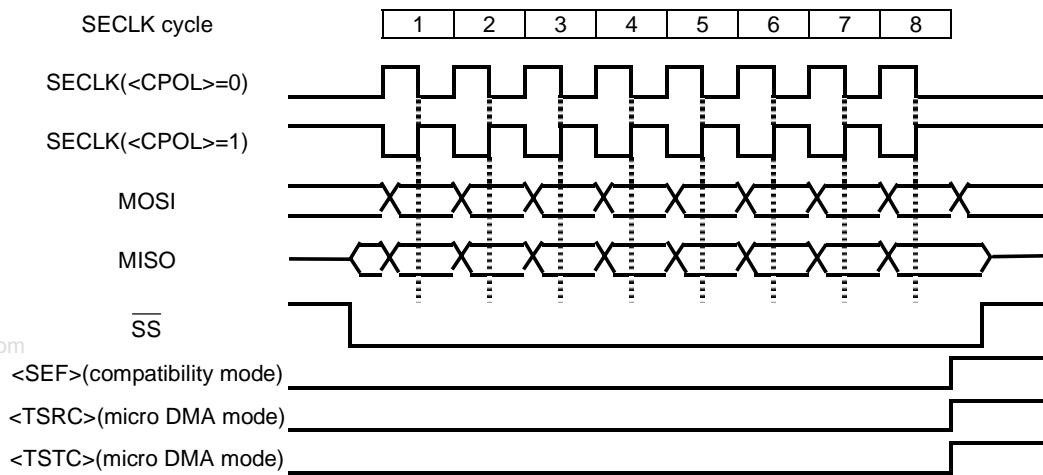 SECLK cycle 1 2 3 4 5 6 7 8
SECLK(<CPOL>=0)
SECLK(<CPOL>=1)
MOSI
MISO
SS
om
<SEF>(compatibility mode)
<TSRC>(micro DMA mode)
<TSTC>(micro DMA mode)